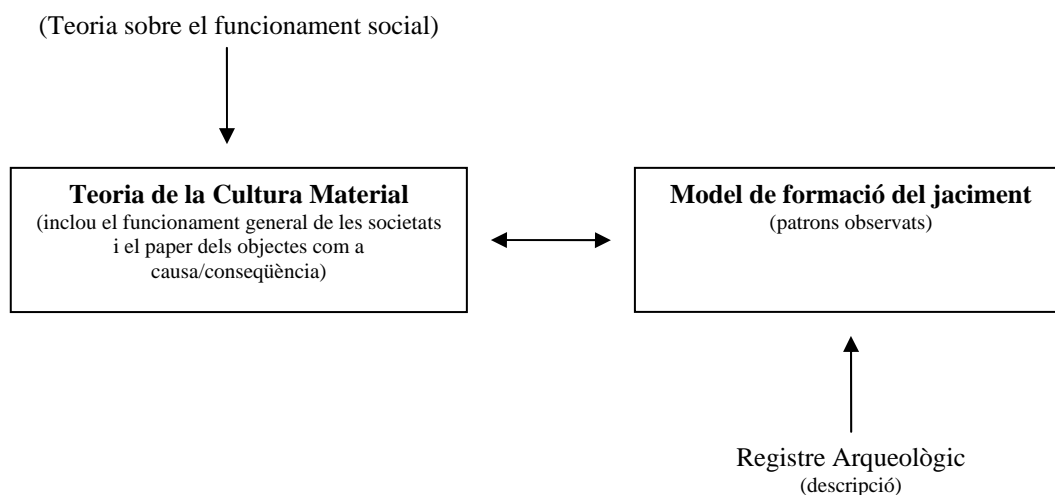 (Teoria sobre el funcionament social)
Teoria de la Cultura Material
(inclou el funcionament general de les societats
i el paper dels objectes com a
causa/conseqüència)
Model de formació del jaciment
(patrons observats)
Registre Arqueològic
(descripció)